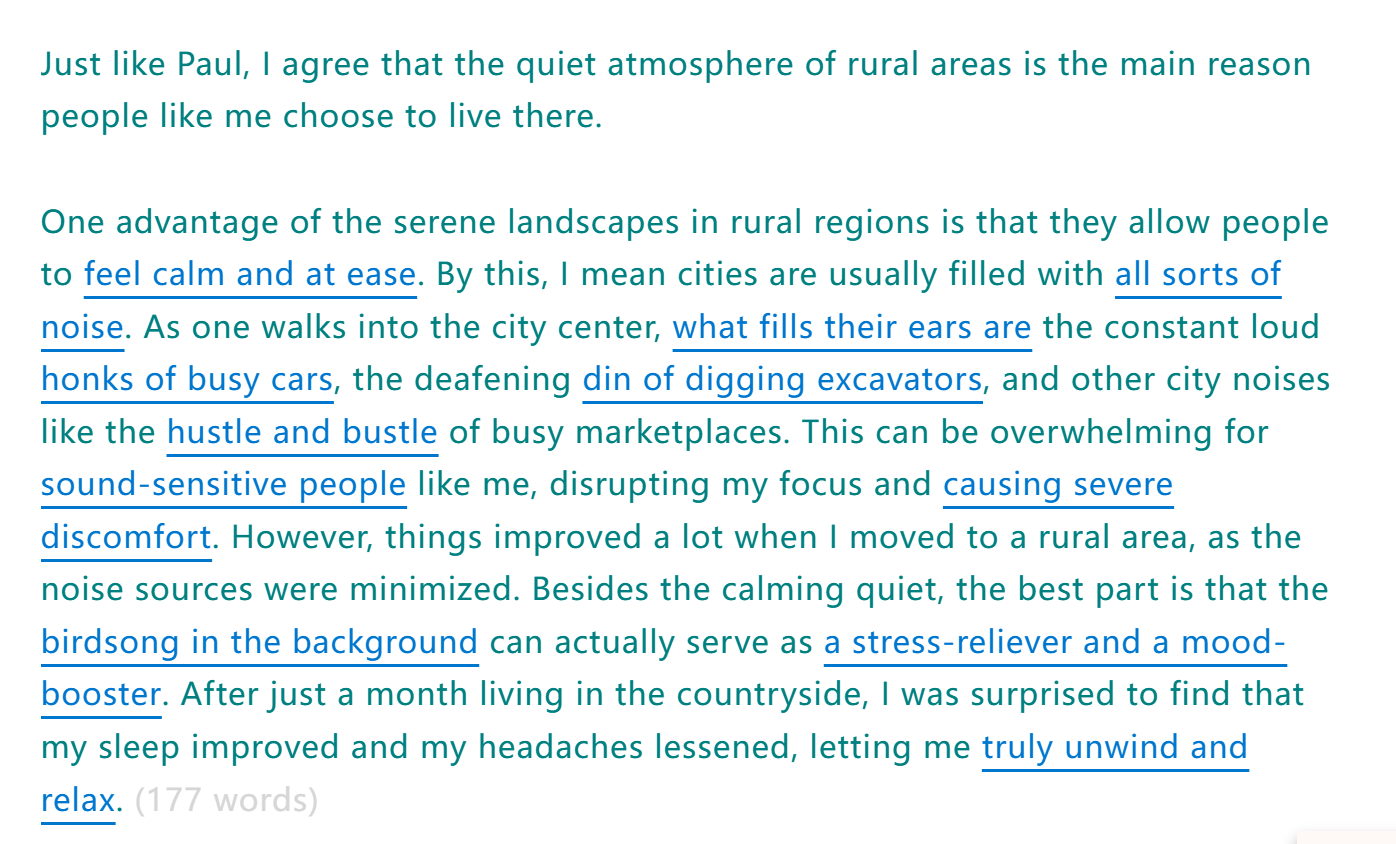 Just like Paul, I agree that the quiet atmosphere of rural areas is the main reason
people like me choose to live there.
One advantage of the serene landscapes in rural regions is that they allow people
to feel calm and at ease. By this, I mean cities are usually filled with all sorts of
noise. As one walks into the city center, what fills their ears are the constant loud
honks of busy cars, the deafening din of digging excavators, and other city noises
like the hustle and bustle of busy marketplaces. This can be overwhelming for
sound-sensitive people like me, disrupting my focus and causing severe
discomfort. However, things improved a lot when I moved to a rural area, as the
noise sources were minimized. Besides the calming quiet, the best part is that the
birdsong in the background can actually serve as a stress-reliever and a mood-
booster. After just a month living in the countryside, I was surprised to find that
my sleep improved and my headaches lessened, letting me truly unwind and
relax. (177 words)